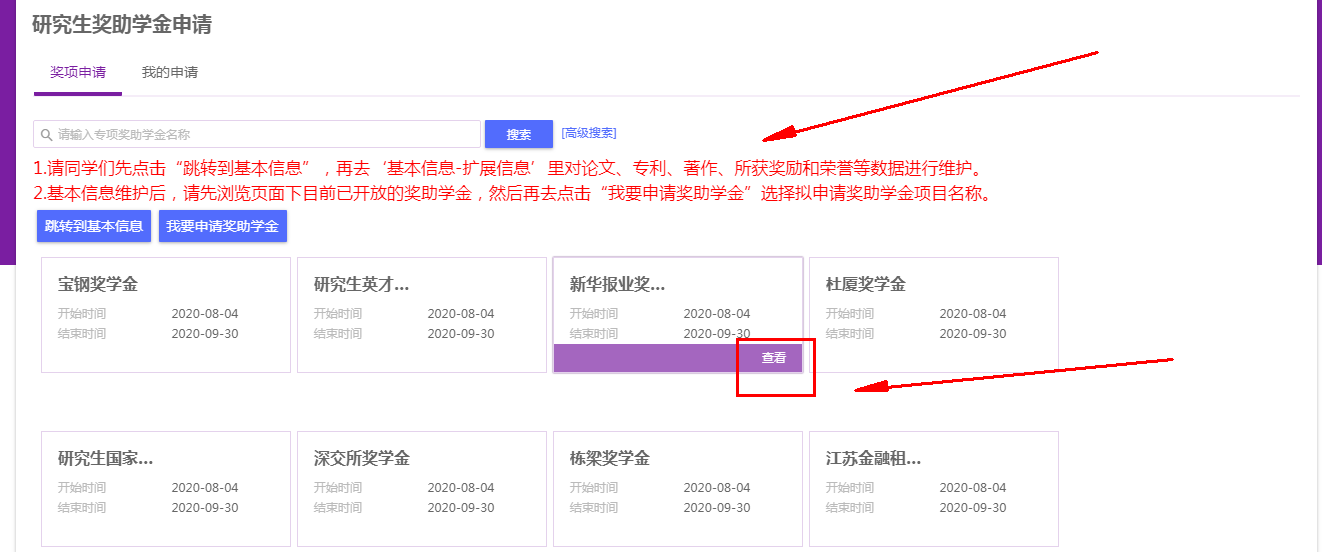 研究生奖助学金申请
奖项申请 我的申请
请输入专项奖助学金名称 搜索 [高级搜索]
1.请同学们先点击“跳转到基本信息”，再去‘基本信息-扩展信息’里对论文、专利、著作、所获奖励和荣誉等数据进行维护。
2.基本信息维护后，请先浏览页面下目前已开放的奖助学金，然后再去点击“我要申请奖助学金”选择拟申请奖助学金项目名称。
跳转到基本信息 我要申请奖助学金
宝钢奖学金 研究生英才... 新华报业奖... 杜厦奖学金
开始时间 2020-08-04 开始时间 2020-08-04 开始时间 2020-08-04 开始时间 2020-08-04
结束时间 2020-09-30 结束时间 2020-09-30 结束时间 2020-09-30 结束时间 2020-09-30
查看
研究生国家... 深交所奖学金 栋梁奖学金 江苏金融租...
开始时间 2020-08-04 开始时间 2020-08-04 开始时间 2020-08-04 开始时间 2020-08-04
结束时间 2020-09-30 结束时间 2020-09-30 结束时间 2020-09-30 结束时间 2020-09-30